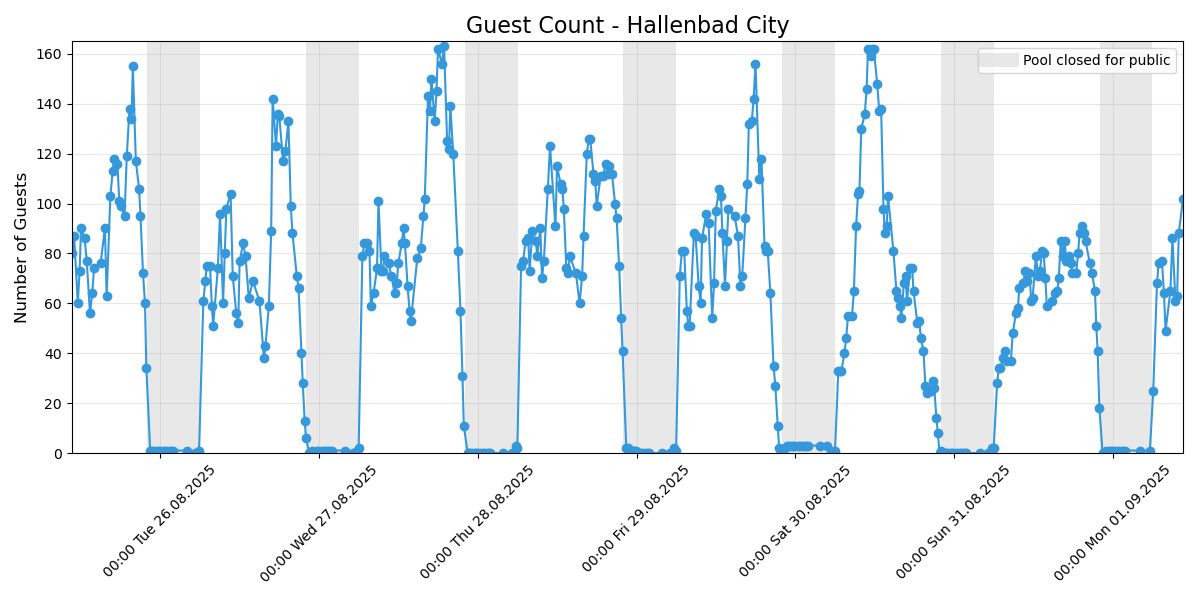 Guest Count - Hallenbad City
Pool closed for public
Number of Guests
160
140
120
100
80
60
40
20
0
00:00 Tue 26.08.2025
00:00 Wed 27.08.2025
00:00 Thu 28.08.2025
00:00 Fri 29.08.2025
00:00 Sat 30.08.2025
00:00 Sun 31.08.2025
00:00 Mon 01.09.2025